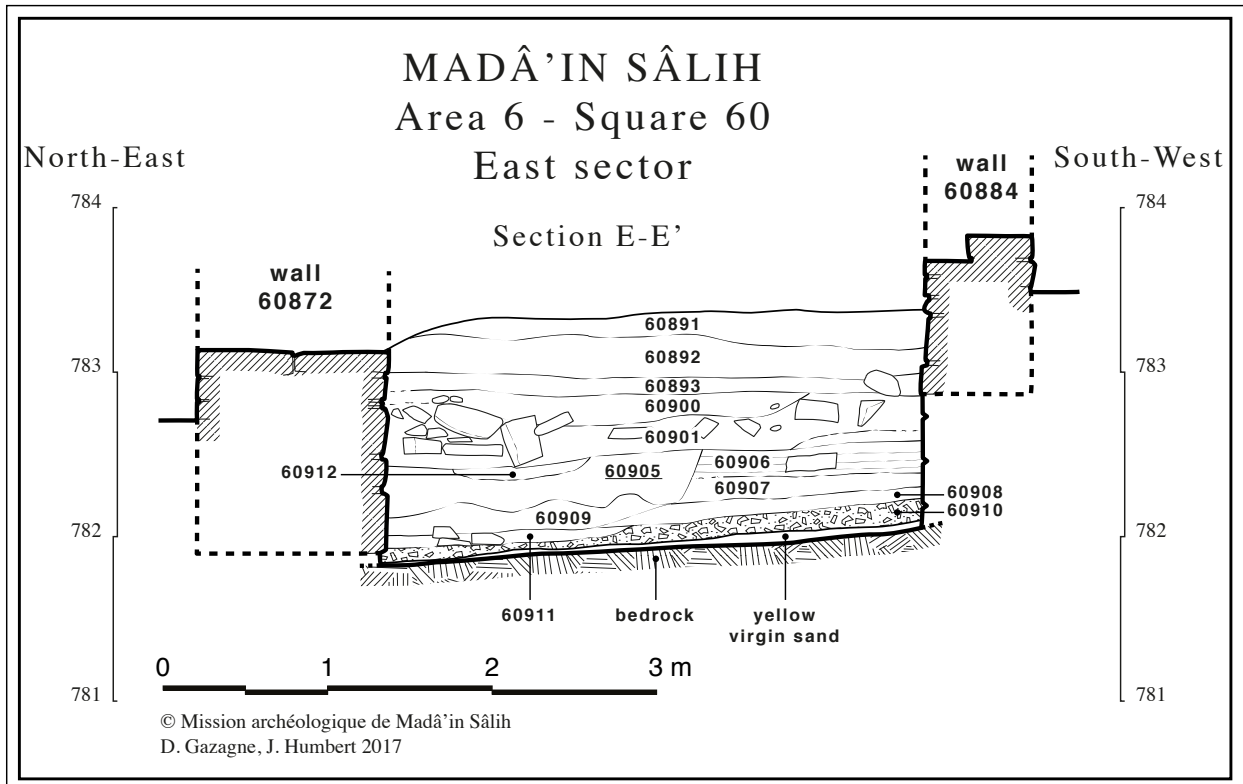 MADÂ’IN SÂLIH
Area 6 - Square 60
East sector
North-East
South-West
Section E-E’
wall
60884
wall
60872
784
784
783
783
782
782
781
781
60891
60892
60893
60900
60901
60912
60905
60906
60907
60908
60910
60909
60911
bedrock
yellow
virgin sand
0 1 2 3 m
© Mission archéologique de Madâ’in Sâlih
D. Gazagne, J. Humbert 2017